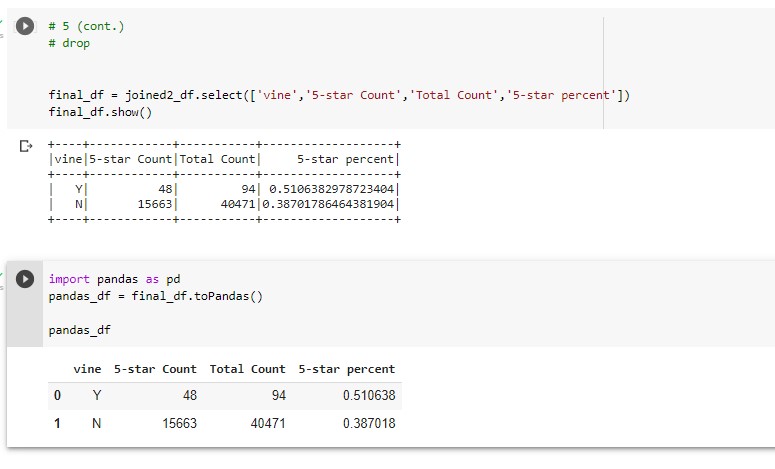 # 5 (cont.)
# drop
final_df = joined2_df.select(['vine','5-star Count','Total Count','5-star percent'])
final_df.show()
+----+------------+-----------+-------------------+
|vine|5-star Count|Total Count|     5-star percent|
+----+------------+-----------+-------------------+
|   Y|          48|         94| 0.5106382978723404|
|   N|       15663|      40471|0.38701786464381904|
+----+------------+-----------+-------------------+
import pandas as pd
pandas_df = final_df.toPandas()
pandas_df
vine 5-star Count Total Count 5-star percent
0 Y 48 94 0.510638
1 N 15663 40471 0.387018